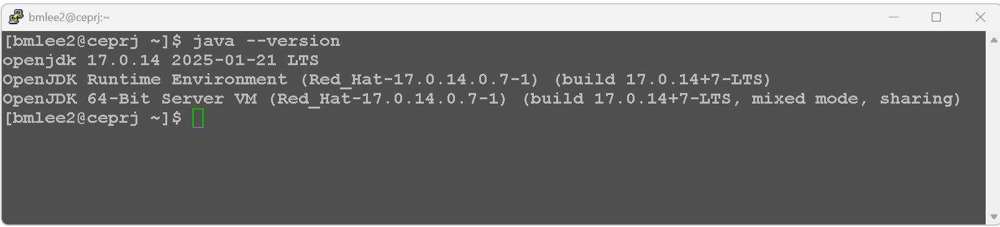 bmlee2@ceprj:~
[bmlee2@ceprj ~]$ java --version
openjdk 17.0.14 2025-01-21 LTS
OpenJDK Runtime Environment (Red_Hat-17.0.14.0.7-1) (build 17.0.14+7-LTS)
OpenJDK 64-Bit Server VM (Red_Hat-17.0.14.0.7-1) (build 17.0.14+7-LTS, mixed mode, sharing)
[bmlee2@ceprj ~]$